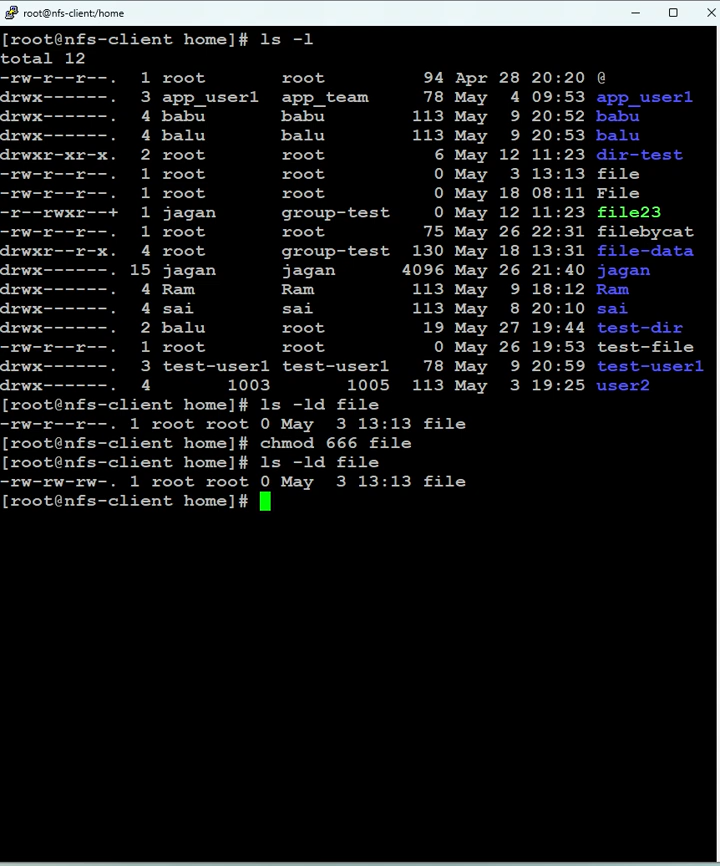 root@nfs-client:/home
[root@nfs-client home]# ls -l
total 12
-rw-r--r--.  1 root        root          94 Apr 28 20:20 @
drwx------.  3 app_user1   app_team      78 May  4 09:53 app_user1
drwx------.  4 babu        babu         113 May  9 20:52 babu
drwx------.  4 balu        balu         113 May  9 20:53 balu
drwxr-xr-x.  2 root        root           6 May 12 11:23 dir-test
-rw-r--r--.  1 root        root           0 May  3 13:13 file
-rw-r--r--.  1 root        root           0 May 18 08:11 File
-r--rwxr--+  1 jagan       group-test     0 May 12 11:23 file23
-rw-r--r--.  1 root        root          75 May 26 22:31 filebycat
drwxr--r-x.  4 root        group-test   130 May 18 13:31 file-data
drwx------. 15 jagan       jagan       4096 May 26 21:40 jagan
drwx------.  4 Ram         Ram          113 May  9 18:12 Ram
drwx------.  4 sai         sai          113 May  8 20:10 sai
drwx------.  2 balu        root          19 May 27 19:44 test-dir
-rw-r--r--.  1 root        root           0 May 26 19:53 test-file
drwx------.  3 test-user1  test-user1    78 May  9 20:59 test-user1
drwx------.  4        1003       1005   113 May  3 19:25 user2
[root@nfs-client home]# ls -ld file
-rw-r--r--. 1 root root 0 May  3 13:13 file
[root@nfs-client home]# chmod 666 file
[root@nfs-client home]# ls -ld file
-rw-rw-rw-. 1 root root 0 May  3 13:13 file
[root@nfs-client home]#